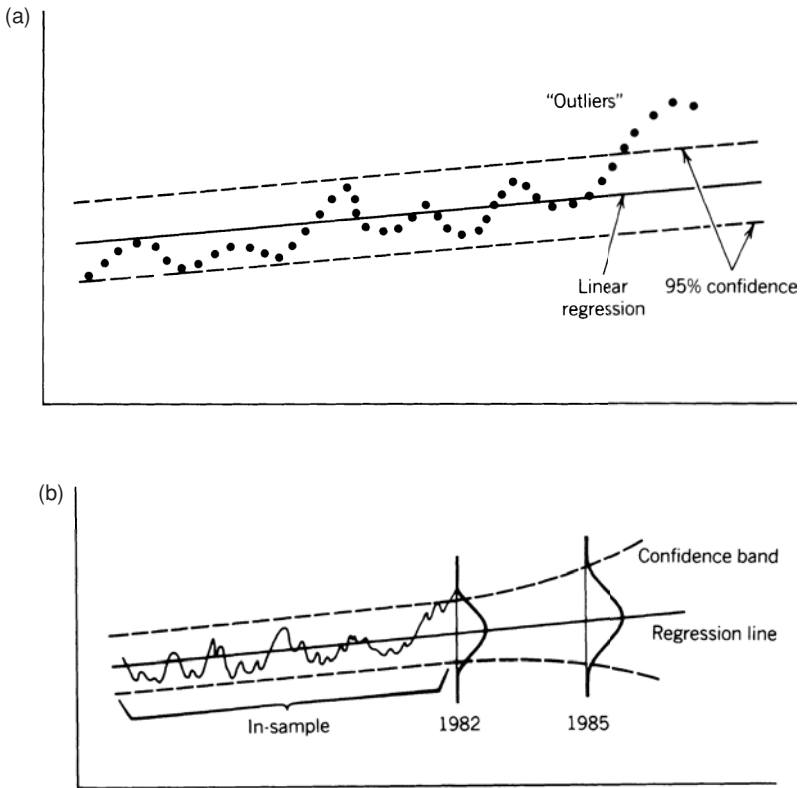 (a)
“Outliers”
Linear
regression
95% confidence
(b)
Confidence band
Regression line
In-sample
1982
1985